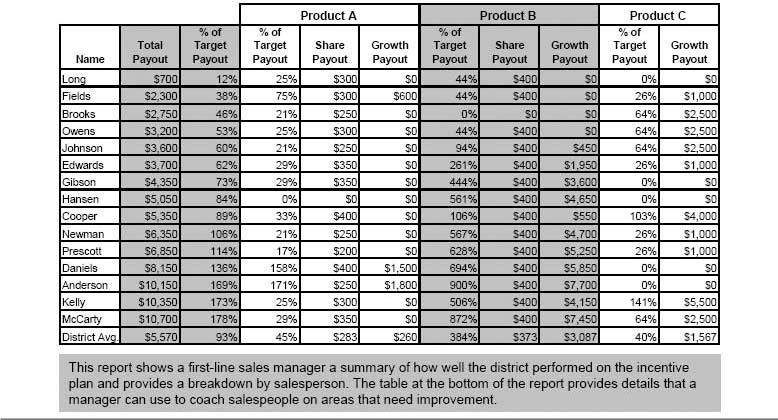 Product A Product B Product C
Name Total Payout % of Target Payout % of Target Payout Share Payout Growth Payout % of Target Payout Share Payout Growth Payout % of Target Payout Growth Payout
Long $700 12% 25% $300 $0 44% $400 $0 0% $0
Fields $2,300 38% 75% $300 $600 44% $400 $0 26% $1,000
Brooks $2,750 46% 21% $250 $0 0% $0 $0 64% $2,500
Owens $3,200 53% 25% $300 $0 44% $400 $0 64% $2,500
Johnson $3,600 60% 21% $250 $0 94% $400 $450 64% $2,500
Edwards $3,700 62% 29% $350 $0 261% $400 $1,950 26% $1,000
Gibson $4,350 73% 29% $350 $0 444% $400 $3,600 0% $0
Hansen $5,050 84% 0% $0 $0 561% $400 $4,650 0% $0
Cooper $5,350 89% 33% $400 $0 106% $400 $550 103% $4,000
Newman $6,350 106% 21% $250 $0 567% $400 $4,700 26% $1,000
Prescott $6,850 114% 17% $200 $0 628% $400 $5,250 26% $1,000
Daniels $8,150 136% 158% $400 $1,500 694% $400 $5,850 0% $0
Anderson $10,150 169% 171% $250 $1,800 900% $400 $7,700 0% $0
Kelly $10,350 173% 25% $300 $0 506% $400 $4,150 141% $5,500
McCarty $10,700 178% 29% $350 $0 872% $400 $7,450 64% $2,500
District Avg. $5,570 93% 45% $283 $260 384% $373 $3,087 40% $1,567
This report shows a first-line sales manager a summary of how well the district performed on the incentive
plan and provides a breakdown by salesperson. The table at the bottom of the report provides details that a
manager can use to coach salespeople on areas that need improvement.